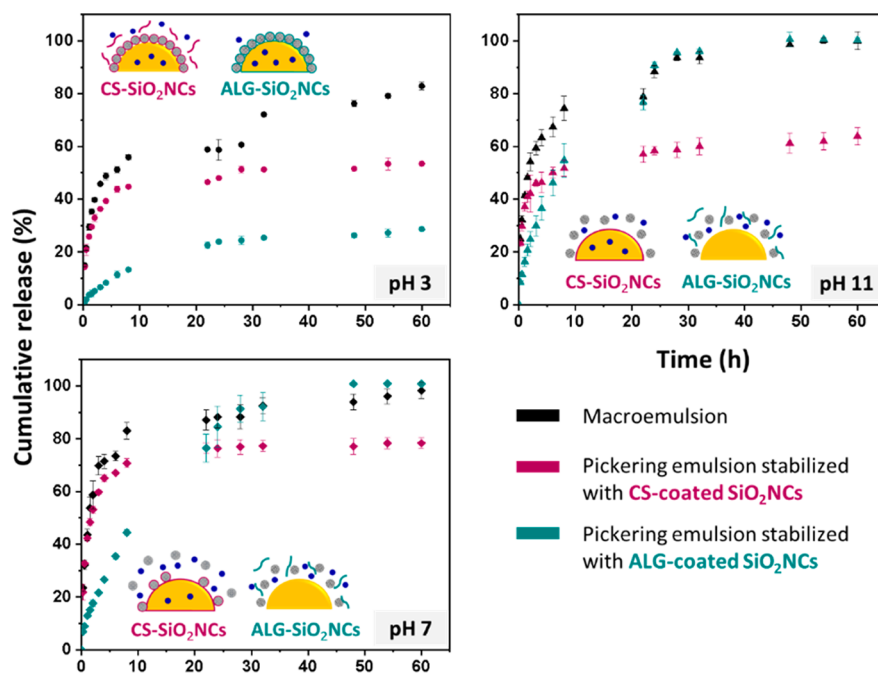 Cumulative release (%)
100
80
60
40
20
0
CS-SiO₂NCs
ALG-SiO₂NCs
pH 3
0 10 20 30 40 50 60
100
80
60
40
20
0
CS-SiO₂NCs
ALG-SiO₂NCs
pH 11
0 10 20 30 40 50 60
Time (h)
100
80
60
40
20
0
CS-SiO₂NCs
ALG-SiO₂NCs
pH 7
0 10 20 30 40 50 60
Macroemulsion
Pickering emulsion stabilized
with CS-coated SiO₂NCs
Pickering emulsion stabilized
with ALG-coated SiO₂NCs